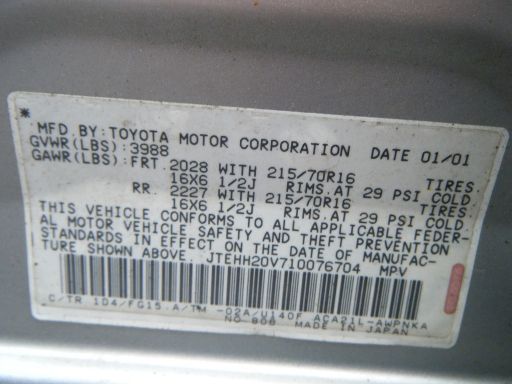 * MFD. BY: TOYOTA MOTOR CORPORATION DATE 01/01
GVWR(LBS): 3988
GAWR(LBS): FRT. 2028 WITH 215/70R16 TIRES.
16X6 1/2J RIMS. AT 29 PSI COLD.
RR. 2227 WITH 215/70R16 TIRES.
16X6 1/2J RIMS. AT 29 PSI COLD.
THIS VEHICLE CONFORMS TO ALL APPLICABLE FEDER-
AL MOTOR VEHICLE SAFETY AND THEFT PREVENTION
STANDARDS IN EFFECT ON THE DATE OF MANUFAC-
TURE SHOWN ABOVE. JTEHH20V710076704 MPV
C/TR. 1D4/FG15. A/TM -02A/U140F ACA21L-AWPNKA
NO 808 MADE IN JAPAN